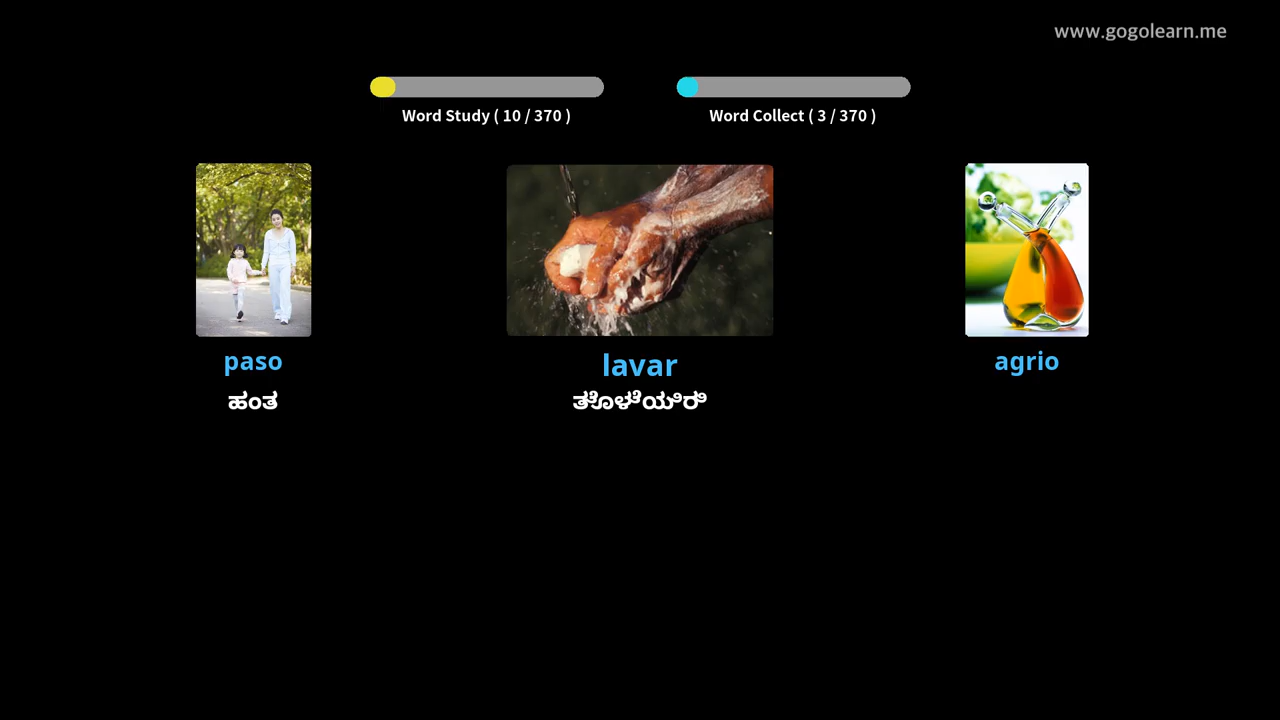 www.gogolearn.me
Word Study ( 10 / 370 )
Word Collect ( 3 / 370 )
paso
lavar
agrio
ಹಂತ
ತೊಳೆಯಿರಿ